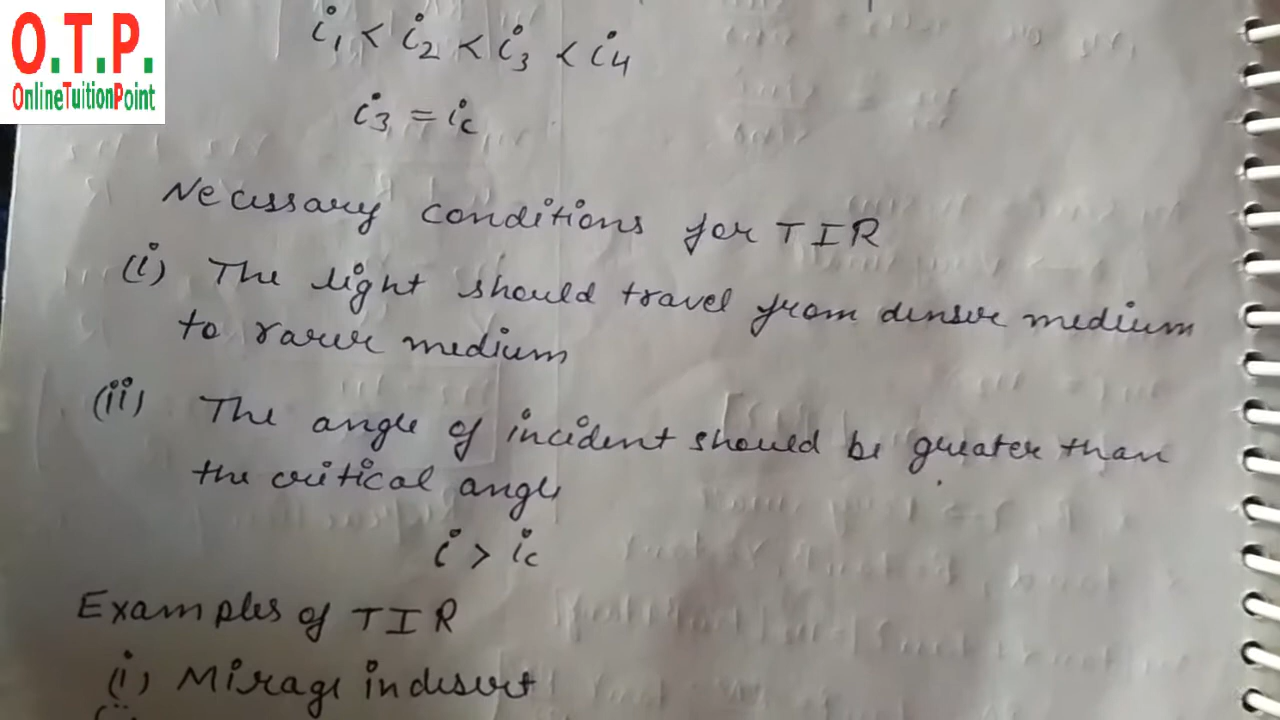 O.T.P.
OnlineTuitionPoint
i1 < i2 < i3 < i4
i3 = ic
Necessary conditions for TIR
(i) The light should travel from denser medium
to rarer medium
(ii) The angle of incident should be greater than
the critical angle
i > ic
Examples of TIR
(i) Mirage in desert